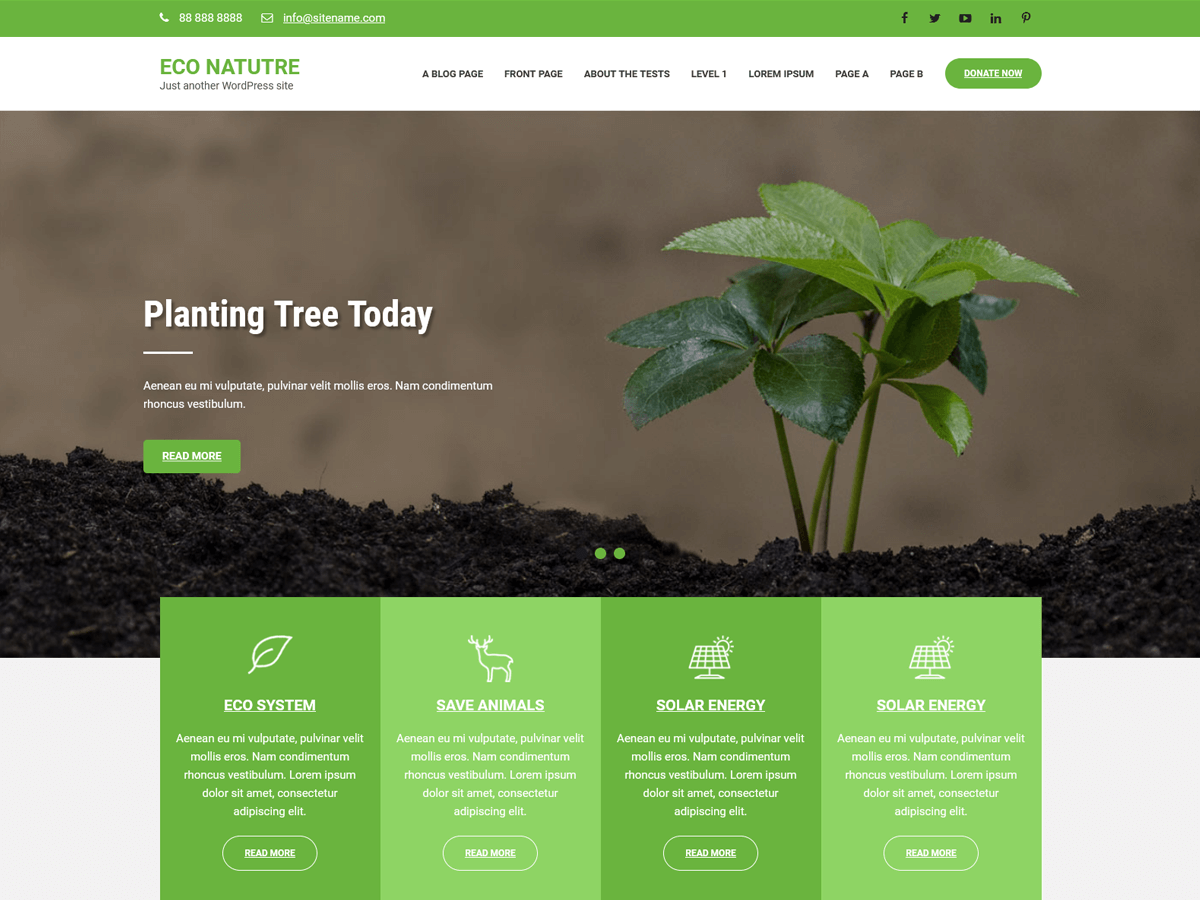 88 888 8888 info@sitename.com
ECO NATUTRE
Just another WordPress site
A BLOG PAGE FRONT PAGE ABOUT THE TESTS LEVEL 1 LOREM IPSUM PAGE A PAGE B DONATE NOW
Planting Tree Today
Aenean eu mi vulputate, pulvinar velit mollis eros. Nam condimentum
rhoncus vestibulum.
READ MORE
ECO SYSTEM
Aenean eu mi vulputate, pulvinar velit
mollis eros. Nam condimentum
rhoncus vestibulum. Lorem ipsum
dolor sit amet, consectetur
adipiscing elit.
READ MORE
SAVE ANIMALS
Aenean eu mi vulputate, pulvinar velit
mollis eros. Nam condimentum
rhoncus vestibulum. Lorem ipsum
dolor sit amet, consectetur
adipiscing elit.
READ MORE
SOLAR ENERGY
Aenean eu mi vulputate, pulvinar velit
mollis eros. Nam condimentum
rhoncus vestibulum. Lorem ipsum
dolor sit amet, consectetur
adipiscing elit.
READ MORE
SOLAR ENERGY
Aenean eu mi vulputate, pulvinar velit
mollis eros. Nam condimentum
rhoncus vestibulum. Lorem ipsum
dolor sit amet, consectetur
adipiscing elit.
READ MORE